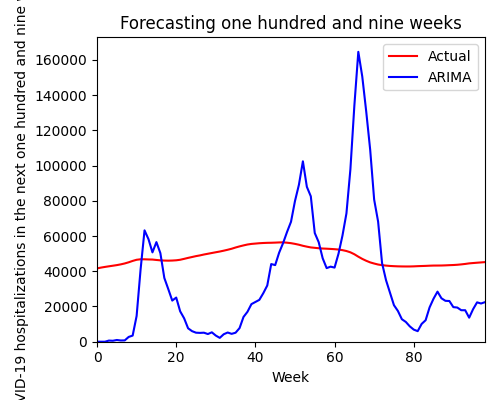 Forecasting one hundred and nine weeks
VID-19 hospitalizations in the next one hundred and nine
160000
140000
120000
100000
80000
60000
40000
20000
0
Actual
ARIMA
0 20 40 60 80
Week